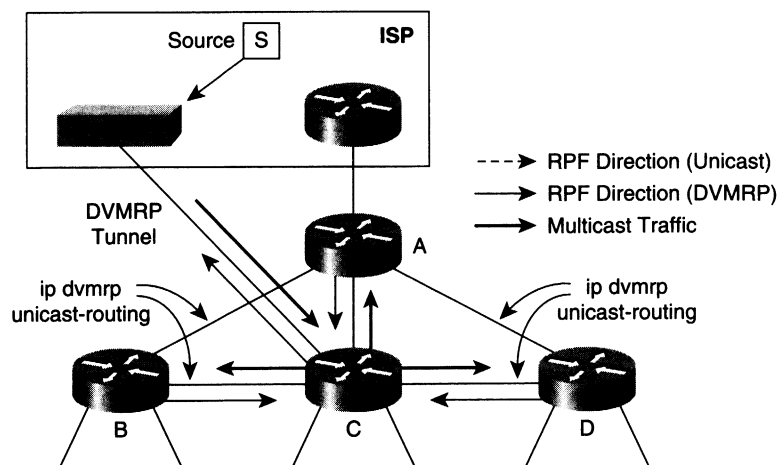 Source S
ISP
RPF Direction (Unicast)
RPF Direction (DVMRP)
Multicast Traffic
DVMRP
Tunnel
A
ip dvmrp
unicast-routing
ip dvmrp
unicast-routing
B
C
D